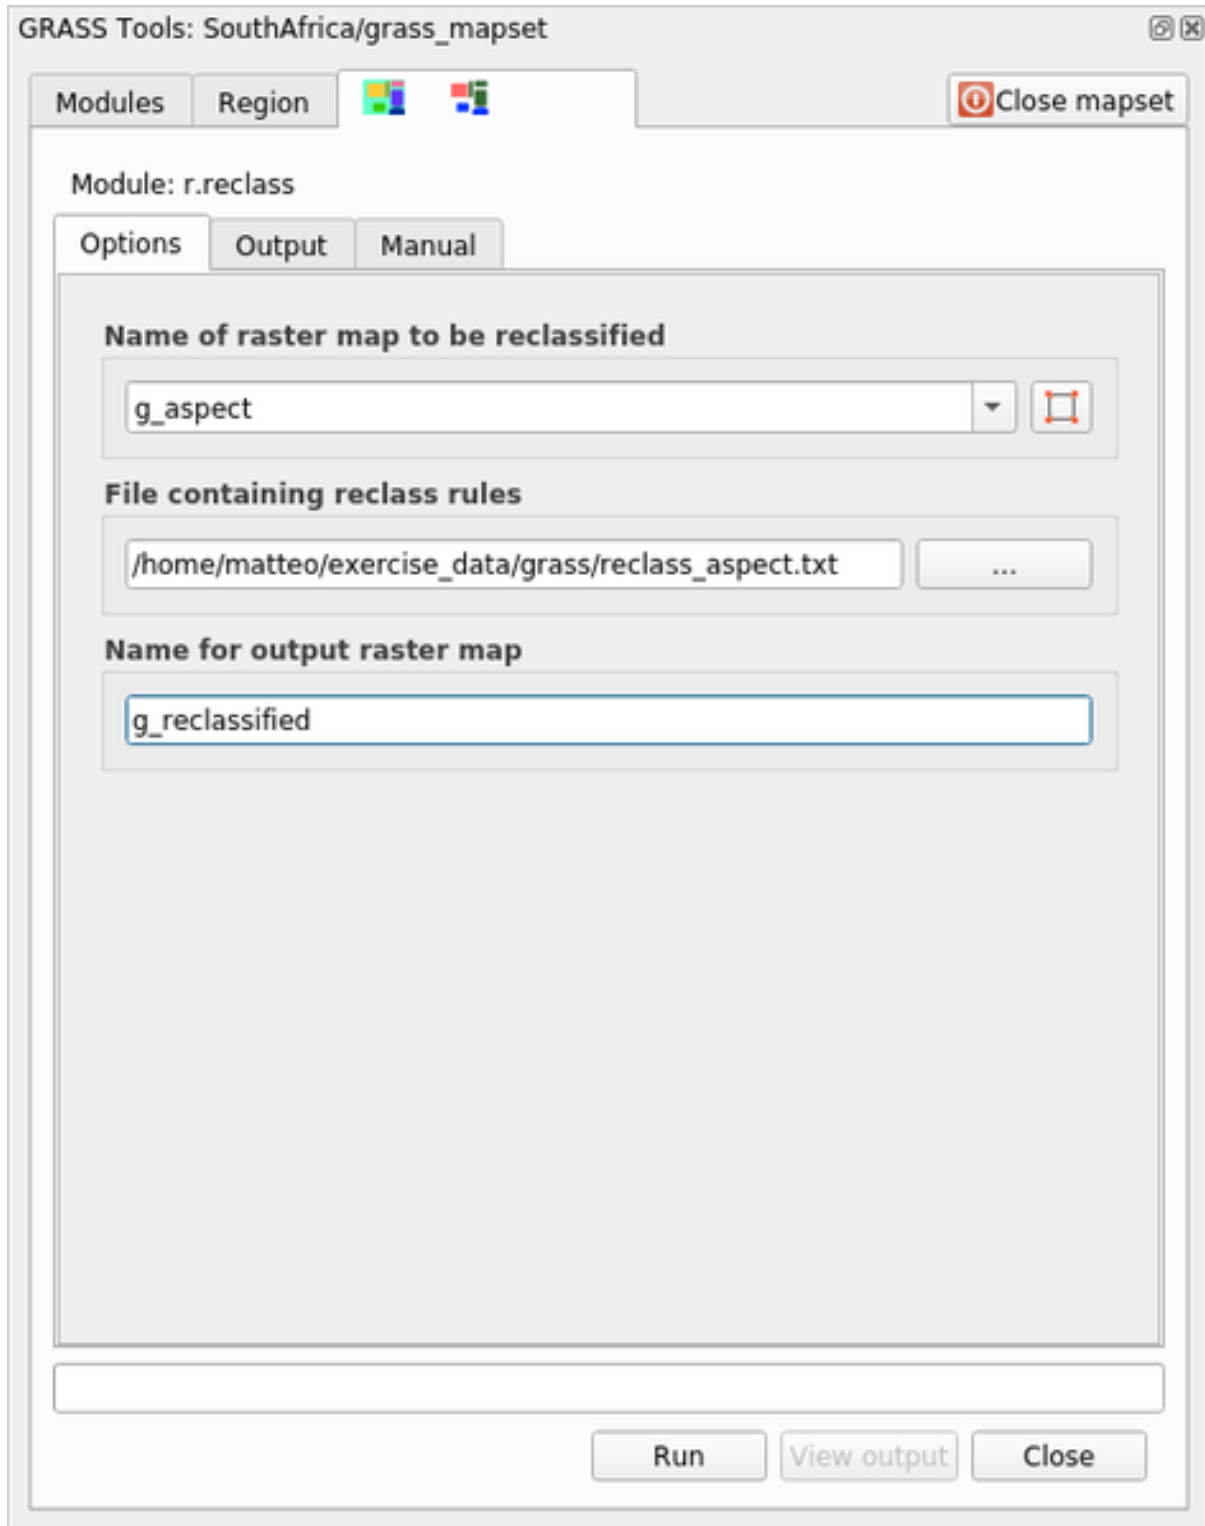 GRASS Tools: SouthAfrica/grass_mapset
Modules Region Close mapset
Module: r.reclass
Options Output Manual
Name of raster map to be reclassified
g_aspect
File containing reclass rules
/home/matteo/exercise_data/grass/reclass_aspect.txt ...
Name for output raster map
g_reclassified
Run View output Close